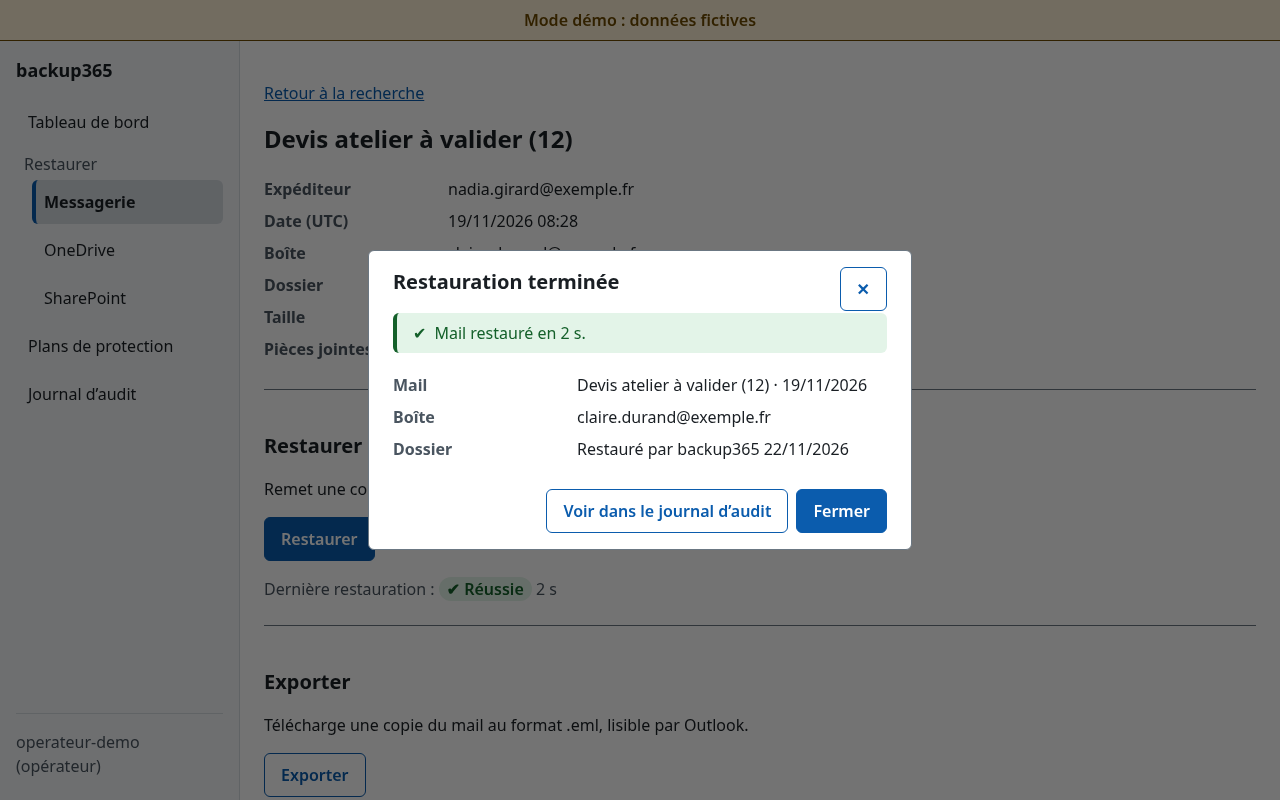 Mode démo : données fictives
backup365
Tableau de bord
Restaurer
Messagerie
OneDrive
SharePoint
Plans de protection
Journal d’audit
operateur-demo
(opérateur)
Retour à la recherche
Devis atelier à valider (12)
Expéditeur nadia.girard@exemple.fr
Date (UTC) 19/11/2026 08:28
Boîte
Dossier
Taille
Pièces jointes
Restauration terminée
×
✔ Mail restauré en 2 s.
Mail Devis atelier à valider (12) · 19/11/2026
Boîte claire.durand@exemple.fr
Dossier Restauré par backup365 22/11/2026
Voir dans le journal d’audit
Fermer
Restaurer
Remet une co
Restaurer
Dernière restauration : ✔ Réussie 2 s
Exporter
Télécharge une copie du mail au format .eml, lisible par Outlook.
Exporter